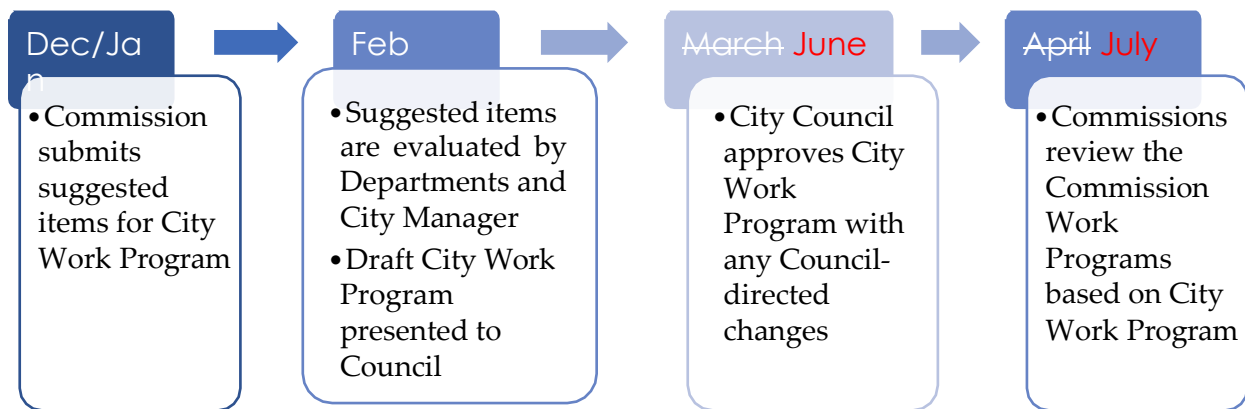 Dec/Ja
n
•Commission
submits
suggested
items for City
Work Program
Feb
•Suggested items
are evaluated by
Departments and
City Manager
•Draft City Work
Program
presented to
Council
March June
•City Council
approves City
Work
Program with
any Council-
directed
changes
April July
•Commissions
review the
Commission
Work
Programs
based on City
Work Program